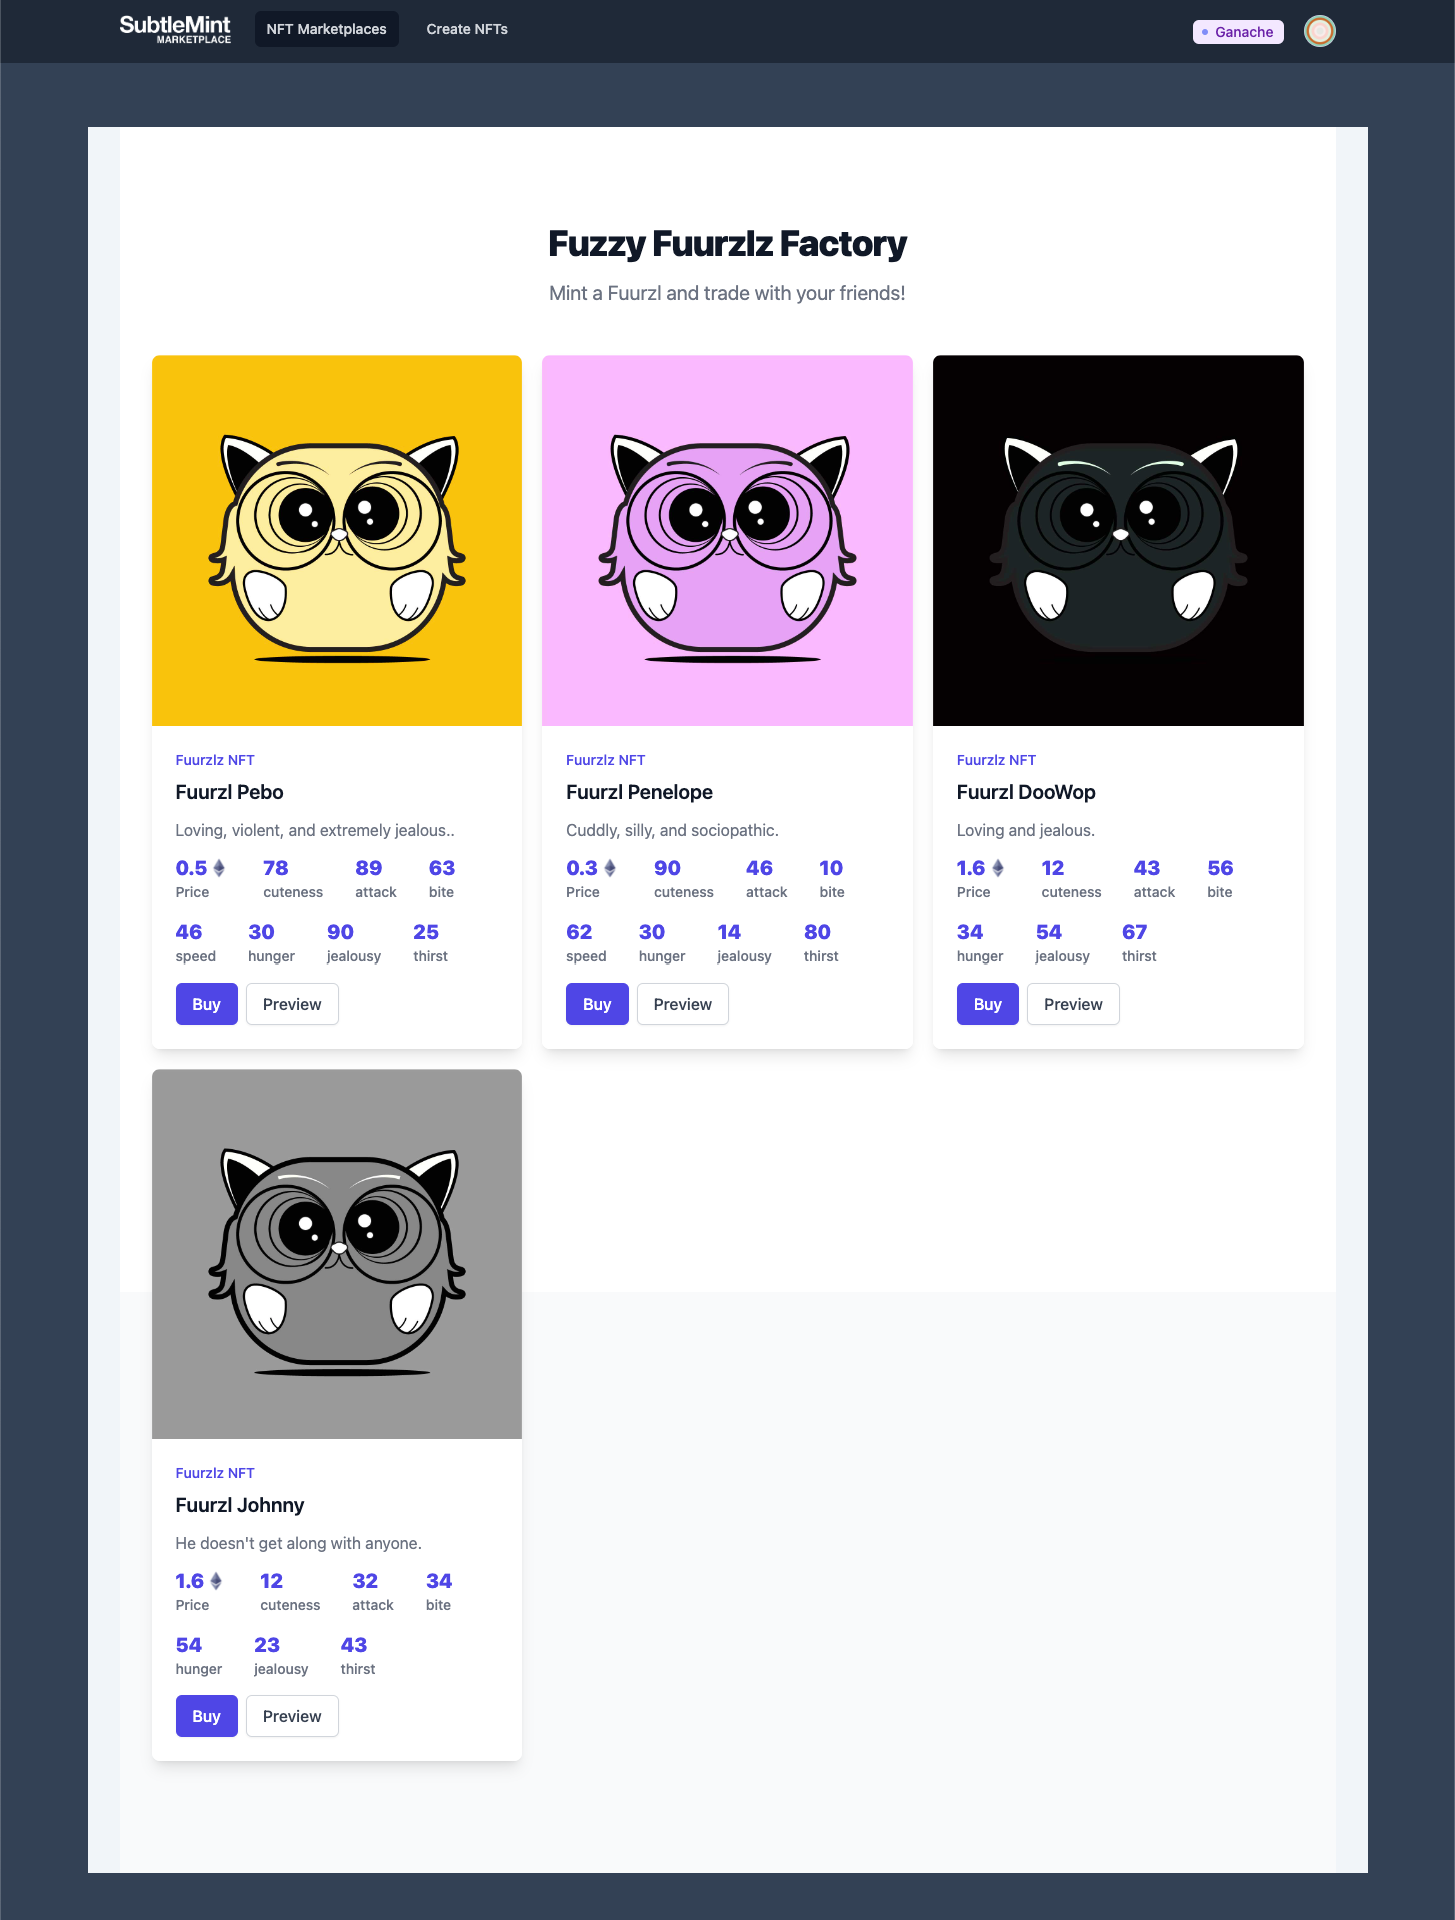 SubtleMint
MARKETPLACE
NFT Marketplaces
Create NFTs
Ganache
Fuzzy Fuurzlz Factory
Mint a Fuurzl and trade with your friends!
Fuurzlz NFT
Fuurzl Pebo
Loving, violent, and extremely jealous..
0.5 78 89 63
Price cuteness attack bite
46 30 90 25
speed hunger jealousy thirst
Buy Preview
Fuurzlz NFT
Fuurzl Penelope
Cuddly, silly, and sociopathic.
0.3 90 46 10
Price cuteness attack bite
62 30 14 80
speed hunger jealousy thirst
Buy Preview
Fuurzlz NFT
Fuurzl DooWop
Loving and jealous.
1.6 12 43 56
Price cuteness attack bite
34 54 67
hunger jealousy thirst
Buy Preview
Fuurzlz NFT
Fuurzl Johnny
He doesn't get along with anyone.
1.6 12 32 34
Price cuteness attack bite
54 23 43
hunger jealousy thirst
Buy Preview